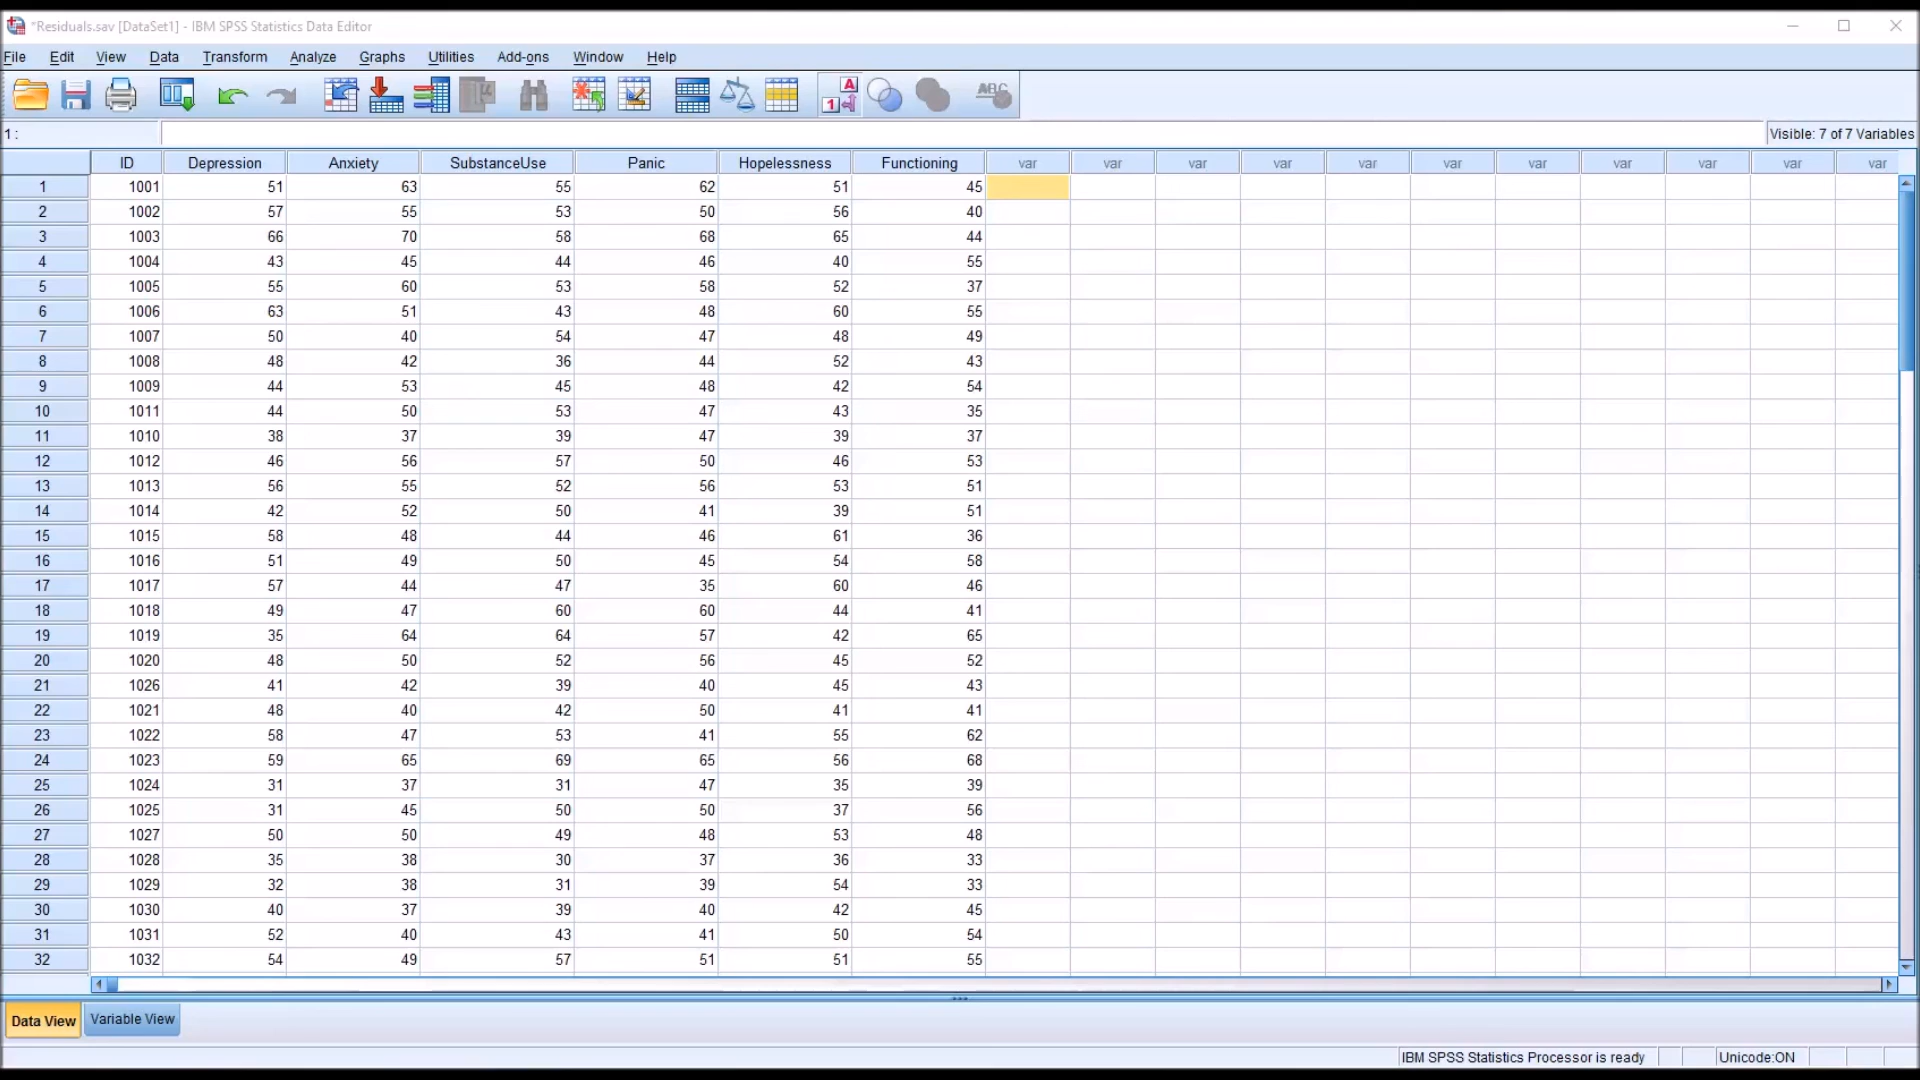 *Residuals.sav [DataSet1] - IBM SPSS Statistics Data Editor
File Edit View Data Transform Analyze Graphs Utilities Add-ons Window Help
1 A ABC
1 : Visible: 7 of 7 Variables
ID Depression Anxiety SubstanceUse Panic Hopelessness Functioning var var var var var var var var var var var
1 1001 51 63 55 62 51 45
2 1002 57 55 53 50 56 40
3 1003 66 70 58 68 65 44
4 1004 43 45 44 46 40 55
5 1005 55 60 53 58 52 37
6 1006 63 51 43 48 60 55
7 1007 50 40 54 47 48 49
8 1008 48 42 36 44 52 43
9 1009 44 53 45 48 42 54
10 1011 44 50 53 47 43 35
11 1010 38 37 39 47 39 37
12 1012 46 56 57 50 46 53
13 1013 56 55 52 56 53 51
14 1014 42 52 50 41 39 51
15 1015 58 48 44 46 61 36
16 1016 51 49 50 45 54 58
17 1017 57 44 47 35 60 46
18 1018 49 47 60 60 44 41
19 1019 35 64 64 57 42 65
20 1020 48 50 52 56 45 52
21 1026 41 42 39 40 45 43
22 1021 48 40 42 50 41 41
23 1022 58 47 53 41 55 62
24 1023 59 65 69 65 56 68
25 1024 31 37 31 47 35 39
26 1025 31 45 50 50 37 56
27 1027 50 50 49 48 53 48
28 1028 35 38 30 37 36 33
29 1029 32 38 31 39 54 33
30 1030 40 37 39 40 42 45
31 1031 52 40 43 41 50 54
32 1032 54 49 57 51 51 55
Data View Variable View
IBM SPSS Statistics Processor is ready Unicode:ON